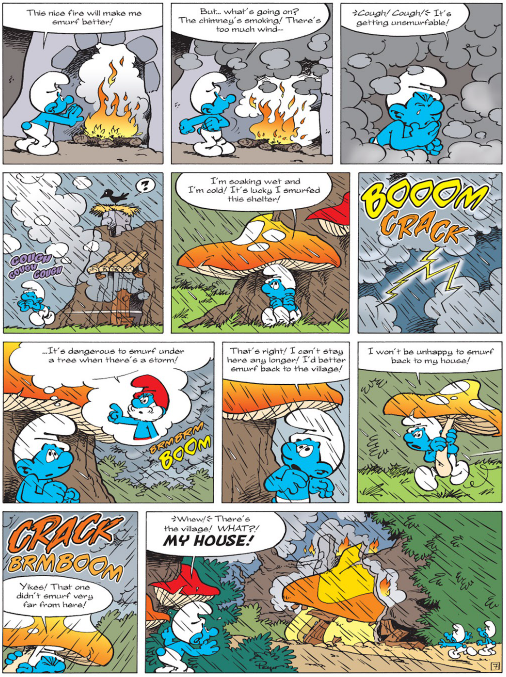 This nice fire will make me
smurf better!
But... what's going on?
The chimney's smoking! There's
too much wind--
Cough! Cough! It's
getting unsmurfable!
?
COUGH
COUGH
COUGH
I'm soaking wet and
I'm cold! It's lucky I smurfed
this shelter!
BOOOM
CRACK
...It's dangerous to smurf under
a tree when there's a storm!
BRMBRM
BOOM
That's right! I can't stay
here any longer! I'd better
smurf back to the village!
I won't be unhappy to smurf
back to my house!
CRACK
BRMBOOM
Yikes! That one
didn't smurf very
far from here!
Whew! There's
the village! WHAT?!
MY HOUSE!
Peyo
7